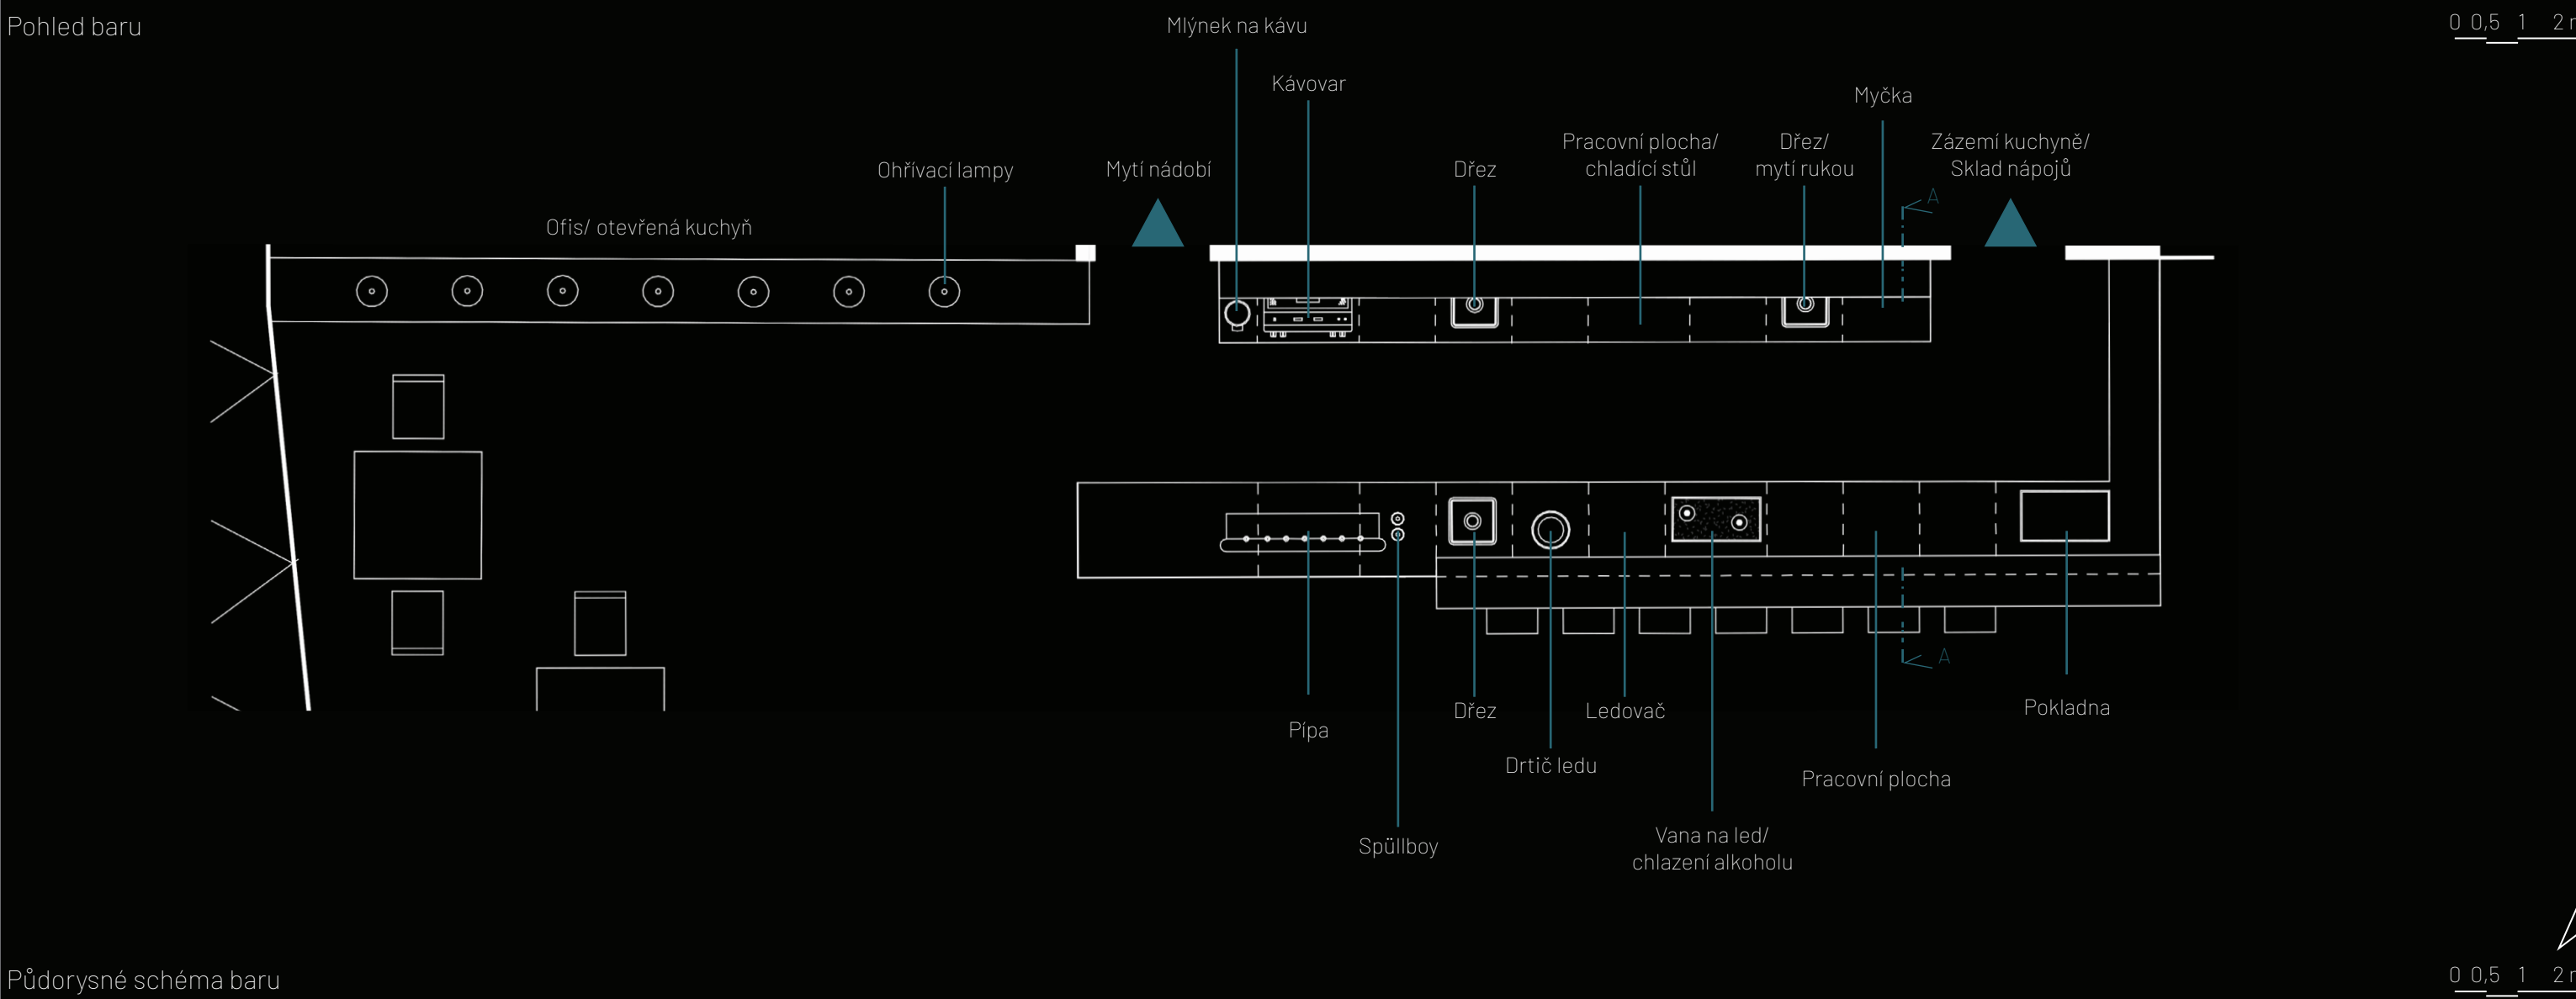 Pohled baru
0 0,5 1 2
Mlýnek na kávu
Kávovar
Myčka
Ohřívací lampy
Mytí nádobí
Dřez
Pracovní plocha/
chladící stůl
Dřez/
mytí rukou
Zázemí kuchyně/
Sklad nápojů
A
Ofis/ otevřená kuchyň
A
Pípa
Dřez
Ledovač
Pokladna
Drtič ledu
Pracovní plocha
Spüllboy
Vana na led/
chlazení alkoholu
Půdorysné schéma baru
0 0,5 1 2